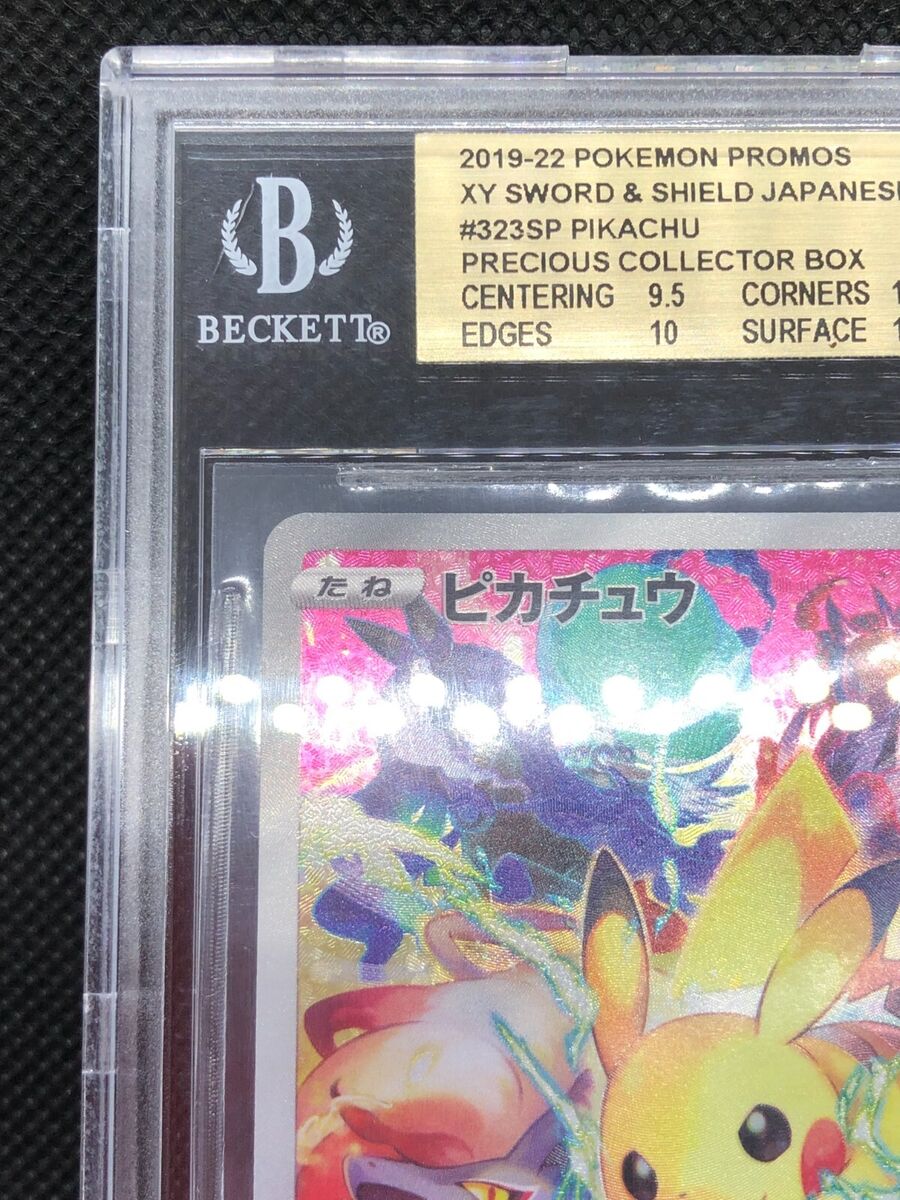 B
BECKETT®
2019-22 POKEMON PROMOS
XY SWORD & SHIELD JAPANES
#323SP PIKACHU
PRECIOUS COLLECTOR BOX
CENTERING 9.5 CORNERS 1
EDGES 10 SURFACE 1
たね ピカチュウ